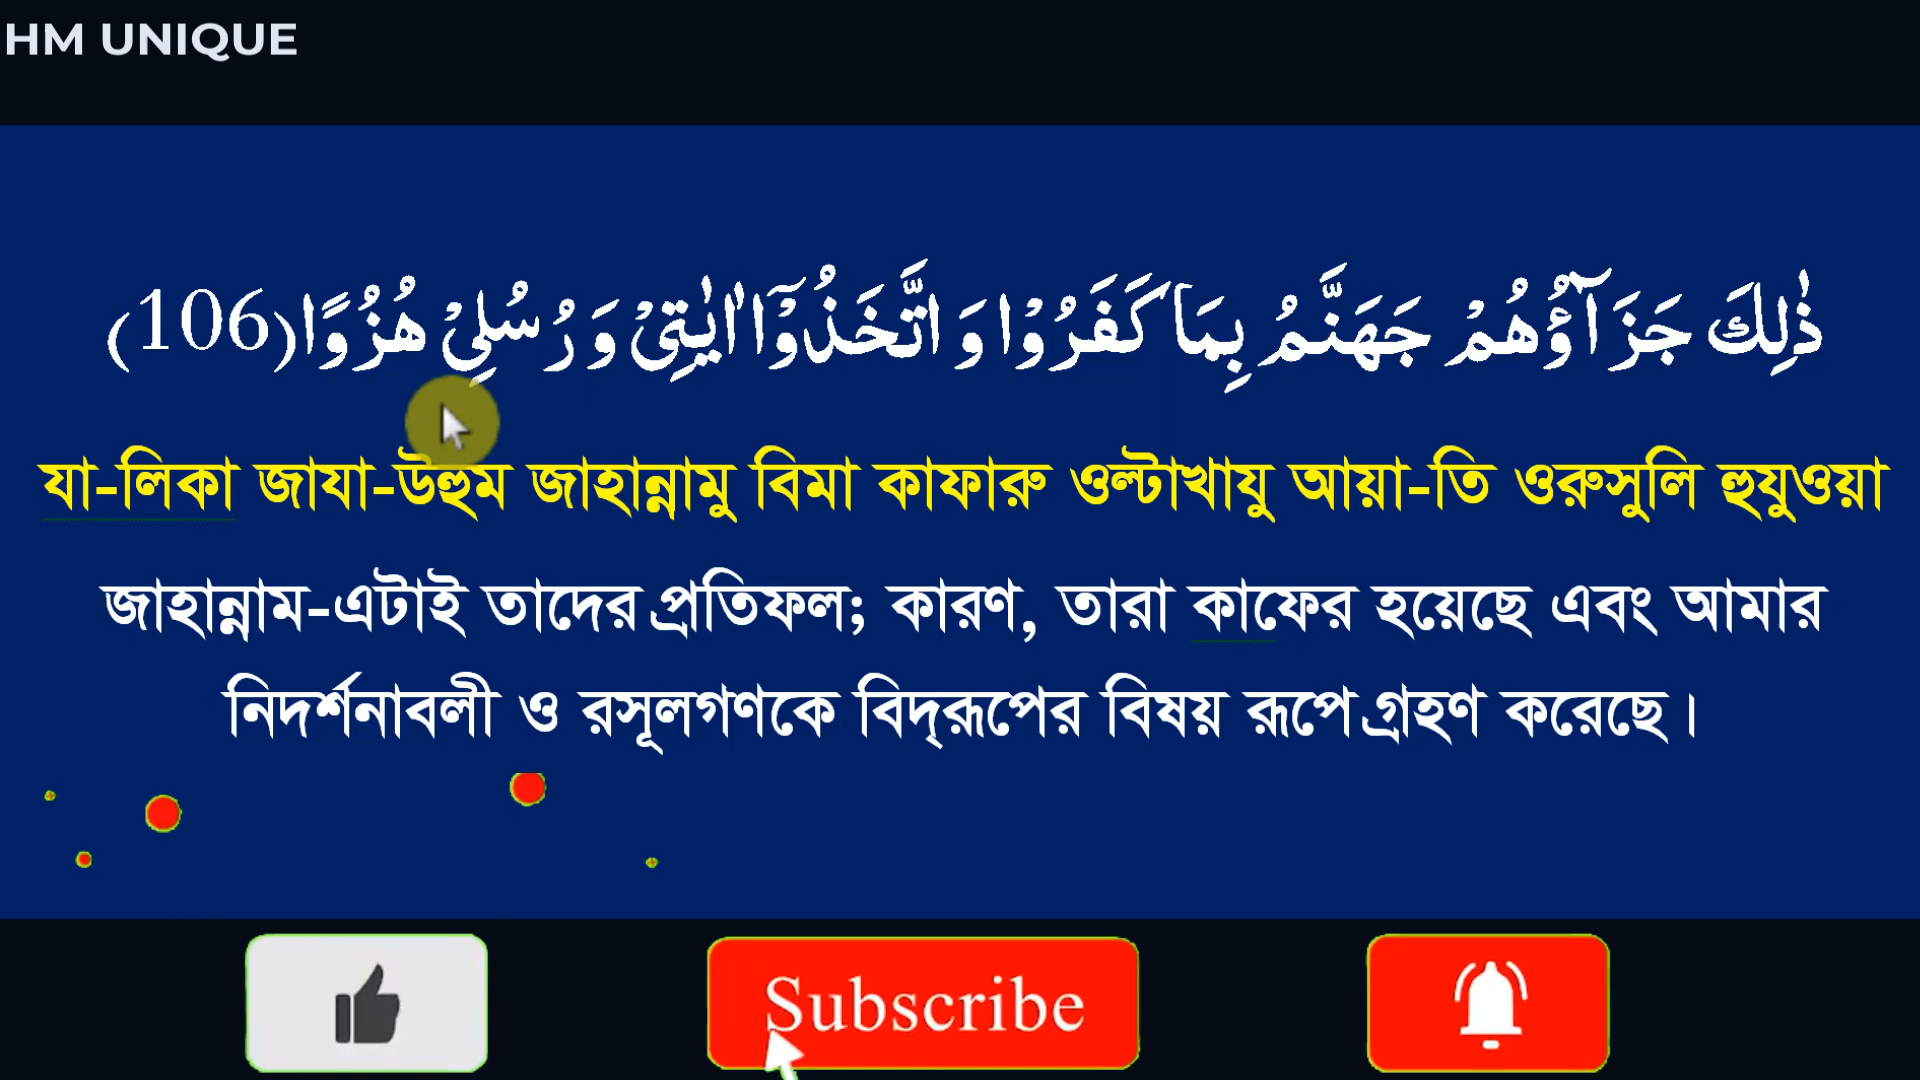 HM UNIQUE
ذٰلِكَ جَزَآؤُهُمْ جَهَنَّمُ بِمَا كَفَرُوْا وَ اتَّخَذُوْۤا اٰیٰتِیْ وَ رُسُلِیْ هُزُوًا(106)
যা-লিকা জাযা-উহুম জাহান্নামু বিমা কাফারু ওল্টাখাযু আয়া-তি ওরুসুলি হুযুওয়া
জাহান্নাম-এটাই তাদের প্রতিফল; কারণ, তারা কাফের হয়েছে এবং আমার
নিদর্শনাবলী ও রসূলগণকে বিদ্‌রূপের বিষয় রূপে গ্রহণ করেছে।
Subscribe